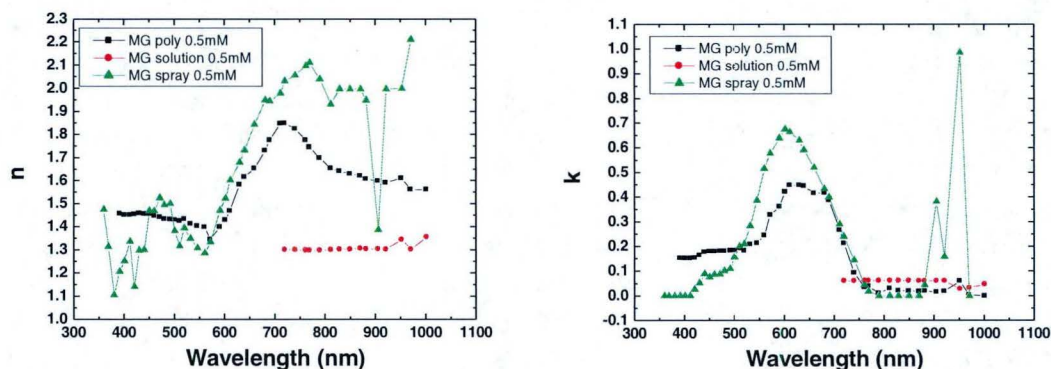 MG poly 0.5mM
MG solution 0.5mM
MG spray 0.5mM
n
2.3
2.2
2.1
2.0
1.9
1.8
1.7
1.6
1.5
1.4
1.3
1.2
1.1
1.0
300 400 500 600 700 800 900 1000 1100
Wavelength (nm)
MG poly 0.5mM
MG solution 0.5mM
MG spray 0.5mM
k
1.1
1.0
0.9
0.8
0.7
0.6
0.5
0.4
0.3
0.2
0.1
0.0
-0.1
300 400 500 600 700 800 900 1000 1100
Wavelength (nm)